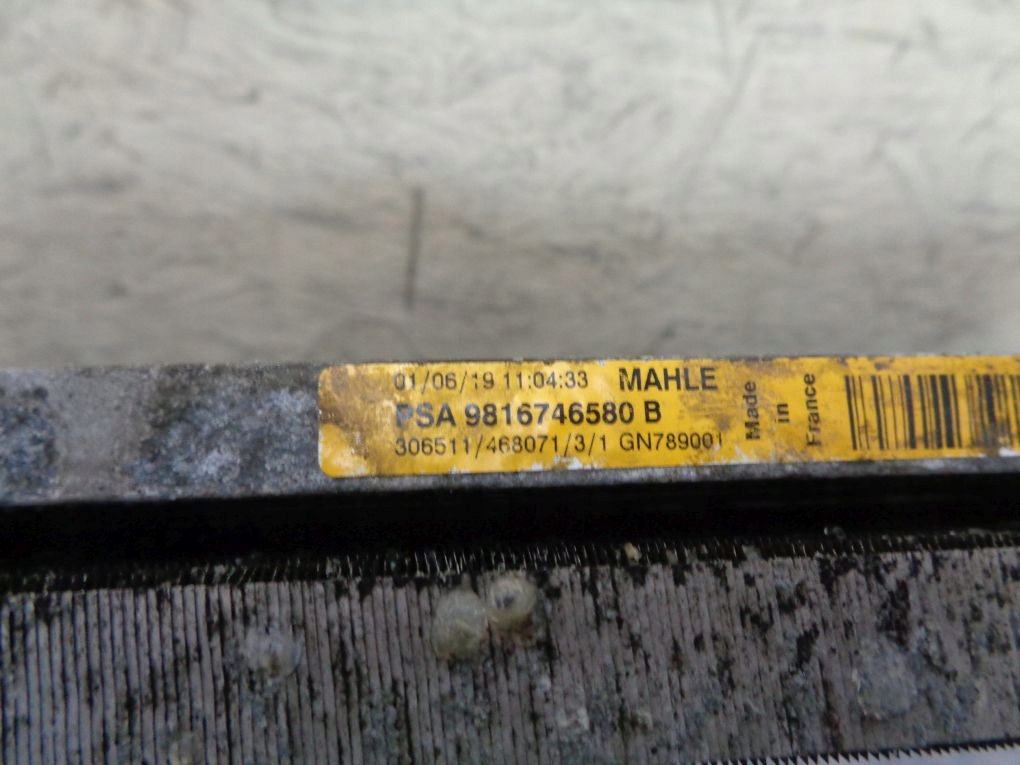 01/06/19 11:04:33 MAHLE
PSA 9816746580 B
306511/468071/3/1 GN789001
Made
in
France